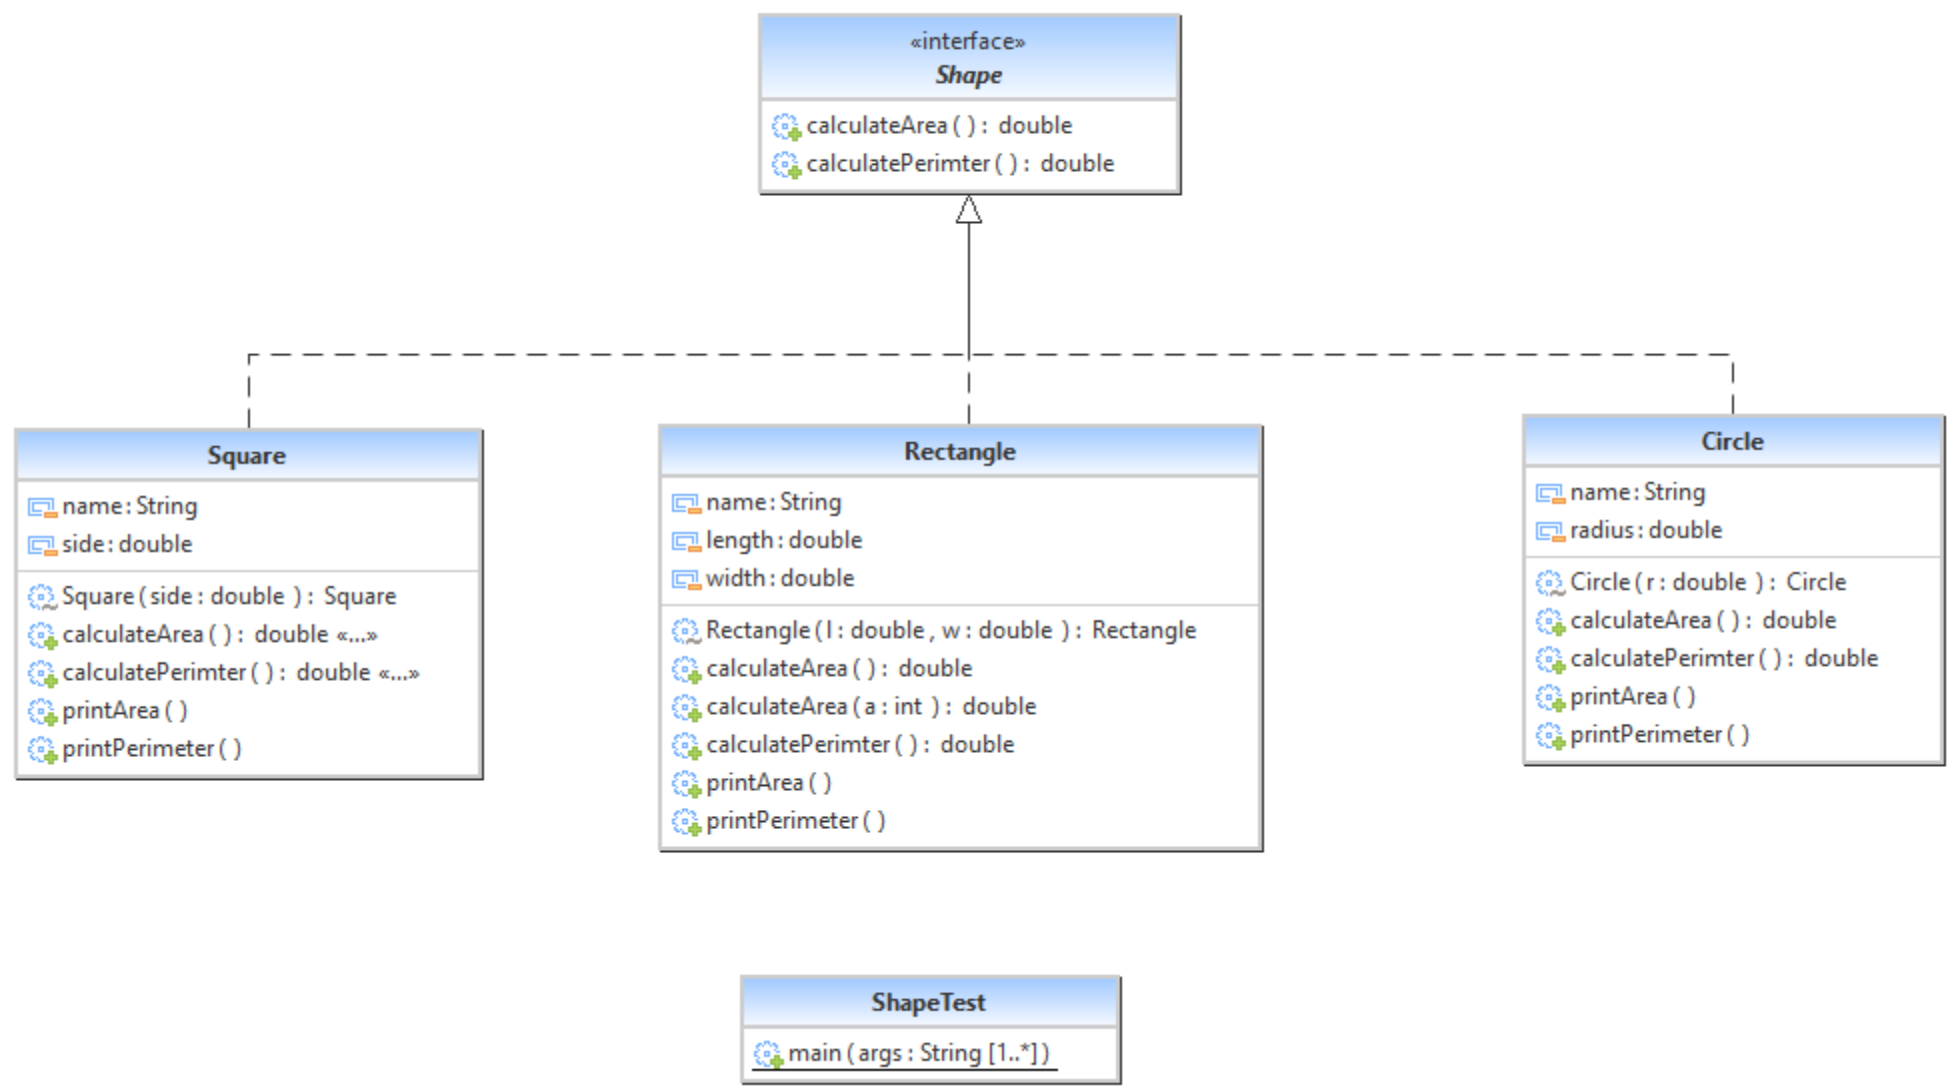 «interface»
Shape
calculateArea ( ) : double
calculatePerimter ( ) : double
Square
name : String
side : double
Square ( side : double ) : Square
calculateArea ( ) : double «...»
calculatePerimter ( ) : double «...»
printArea ( )
printPerimeter ( )
Rectangle
name : String
length : double
width : double
Rectangle ( l : double , w : double ) : Rectangle
calculateArea ( ) : double
calculateArea ( a : int ) : double
calculatePerimter ( ) : double
printArea ( )
printPerimeter ( )
Circle
name : String
radius : double
Circle ( r : double ) : Circle
calculateArea ( ) : double
calculatePerimter ( ) : double
printArea ( )
printPerimeter ( )
ShapeTest
main ( args : String [1..*] )